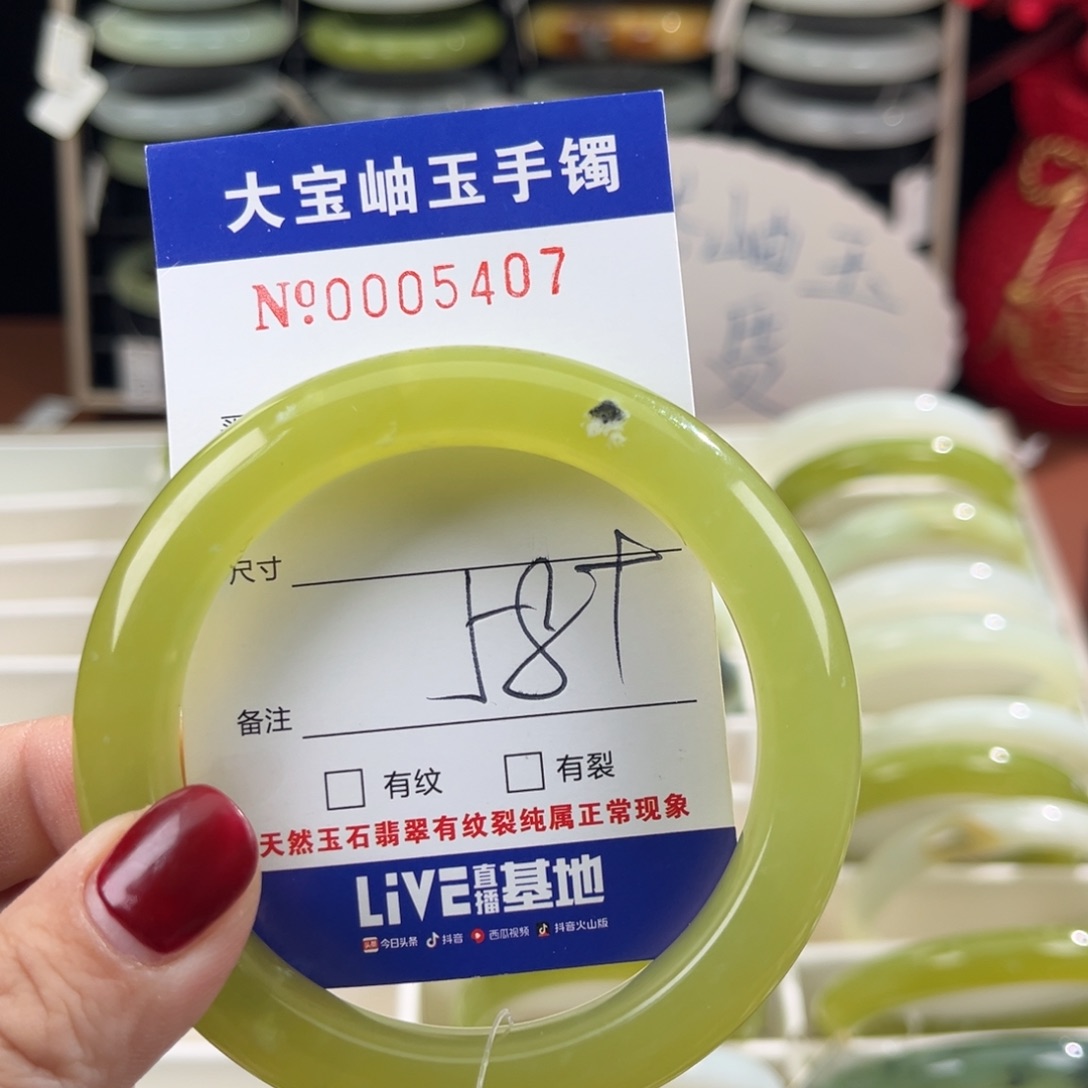 大宝岫玉手镯
Nº0005407
尺寸
58
备注
有纹 有裂
天然玉石翡翠有纹裂纯属正常现象
LiVE直播基地
今日头条 抖音 西瓜视频 抖音火山版
岫玉